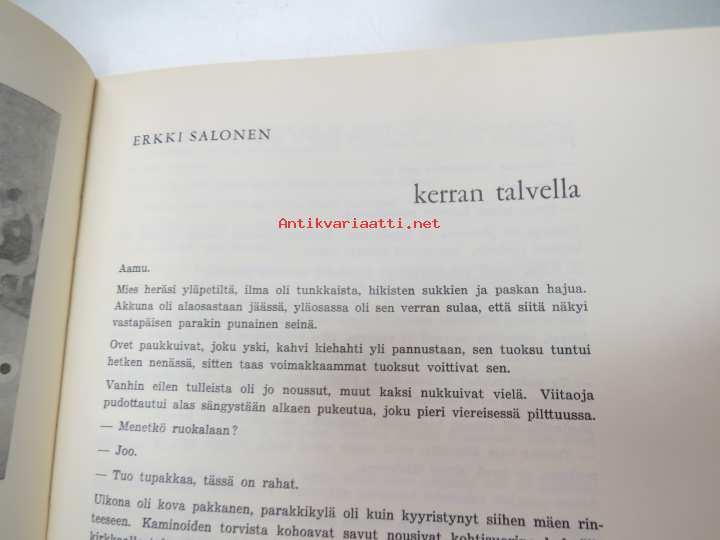 ERKKI SALONEN
kerran talvella
Antikvariaatti.net
Aamu.
Mies heräsi yläpetiltä, ilma oli tunkkaista, hikisten sukkien ja paskan hajua.
Akkuna oli alaosastaan jäässä, yläosassa oli sen verran sulaa, että siitä näkyi
vastapäisen parakin punainen seinä.
Ovet paukkuivat, joku yski, kahvi kiehahti yli pannustaan, sen tuoksu tuntui
hetken nenässä, sitten taas voimakkaammat tuoksut voittivat sen.
Vanhin eilen tulleista oli jo noussut, muut kaksi nukkuivat vielä. Viitaoja
pudottautui alas sängystään alkaen pukeutua, joku pieri viereisessä pilttuussa.
— Menetkö ruokalaan?
— Joo.
— Tuo tupakkaa, tässä on rahat.
Ulkona oli kova pakkanen, parakkikylä oli kuin kyyristynyt siihen mäen rin-
teeseen. Kaminoiden torvista kohoavat savut nousivat